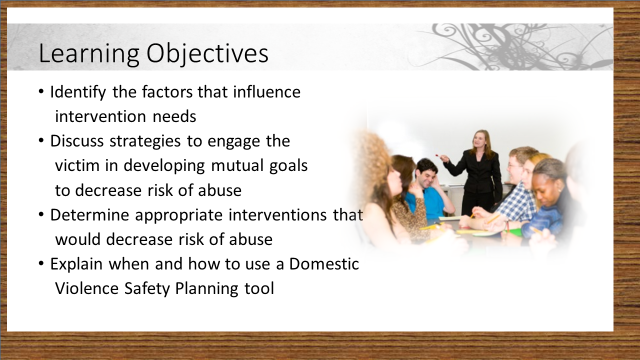 Learning Objectives
• Identify the factors that influence
intervention needs
• Discuss strategies to engage the
victim in developing mutual goals
to decrease risk of abuse
• Determine appropriate interventions that
would decrease risk of abuse
• Explain when and how to use a Domestic
Violence Safety Planning tool